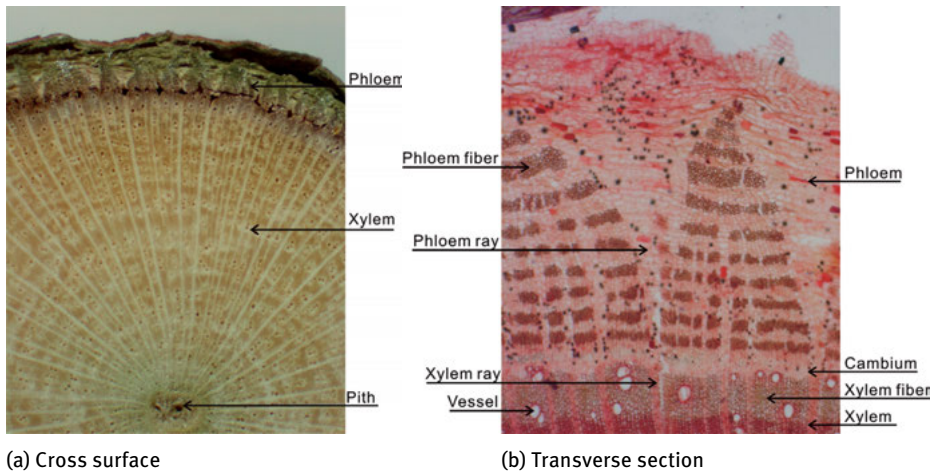 Phloem
Xylem
Pith
(a) Cross surface
Phloem fiber
Phloem
Phloem ray
Cambium
Xylem ray
Xylem fiber
Vessel
Xylem
(b) Transverse section